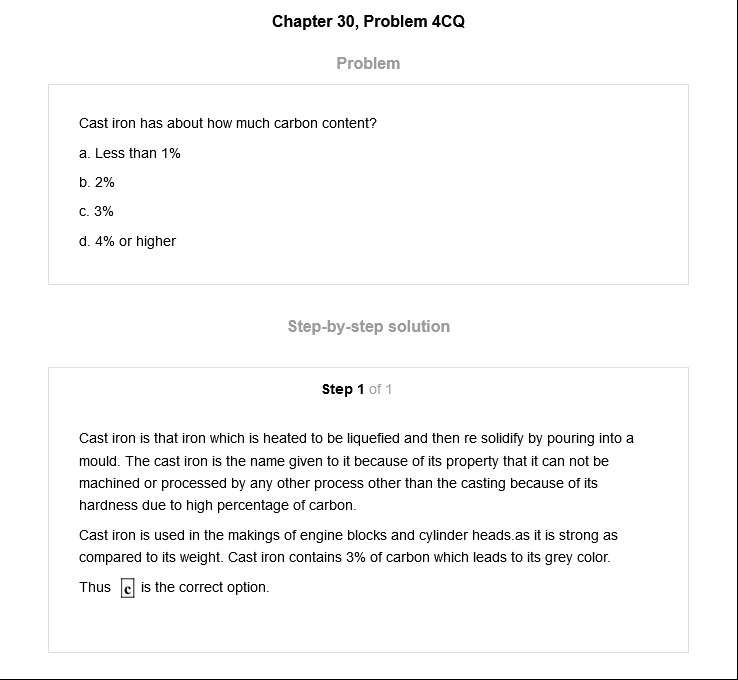 Chapter 30, Problem 4CQ
Problem
Cast iron has about how much carbon content?
a. Less than 1%
b. 2%
c. 3%
d. 4% or higher
Step-by-step solution
Step 1 of 1
Cast iron is that iron which is heated to be liquefied and then re solidify by pouring into a
mould. The cast iron is the name given to it because of its property that it can not be
machined or processed by any other process other than the casting because of its
hardness due to high percentage of carbon.
Cast iron is used in the makings of engine blocks and cylinder heads.as it is strong as
compared to its weight. Cast iron contains 3% of carbon which leads to its grey color.
Thus c is the correct option.